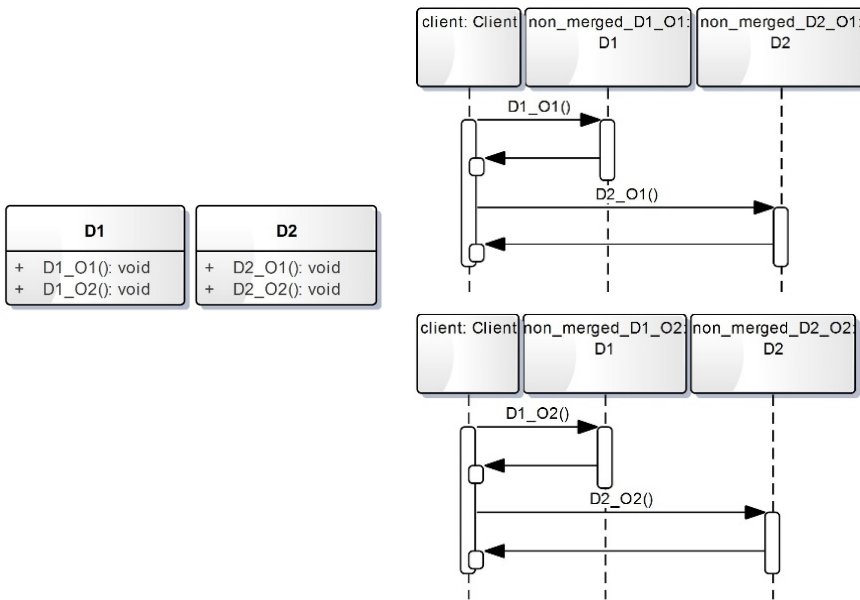 D1
+ D1_O1(): void
+ D1_O2(): void
D2
+ D2_O1(): void
+ D2_O2(): void
client: Client
non_merged_D1_O1:
D1
non_merged_D2_O1:
D2
D1_O1()
D2_O1()
client: Client
non_merged_D1_O2:
D1
non_merged_D2_O2:
D2
D1_O2()
D2_O2()